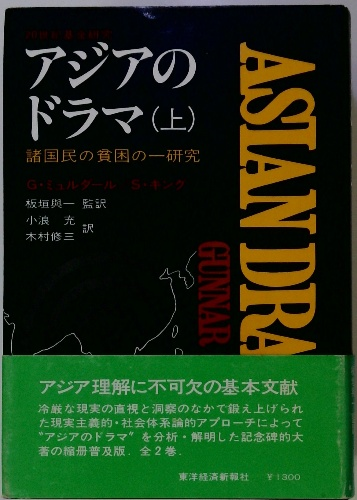 アジアの
ドラマ(上)
諸国民の貧困の一研究
G・ミュルダール S・キング
板垣與一 監訳
小浪 充
木村修三 訳
ASIAN DRA
GUNNAR
アジア理解に不可欠の基本文献
冷厳な現実の直視と洞察のなかで鍛え上げられ
た現実主義的・社会体系論的アプローチによって
“アジアのドラマ”を分析・解明した記念碑的大
著の縮册普及版. 全2巻.
東洋経済新報社 ¥1300